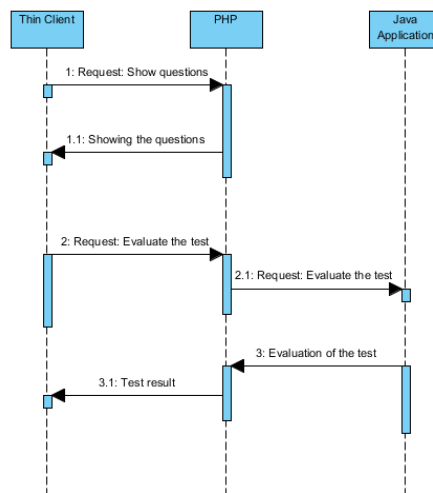 Thin Client
PHP
Java
Application
1: Request: Show questions
1.1: Showing the questions
2: Request: Evaluate the test
2.1: Request: Evaluate the test
3: Evaluation of the test
3.1: Test result